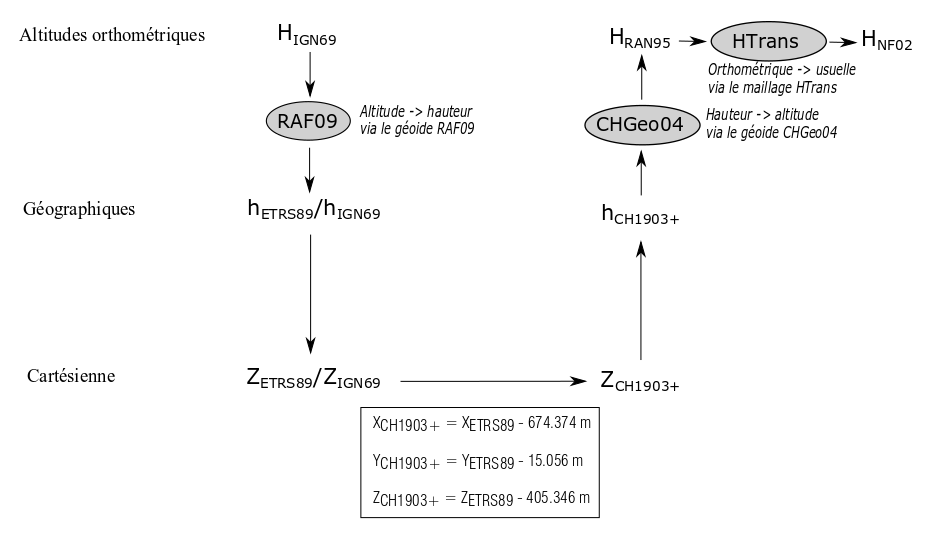 Altitudes orthométriques
HIGN69
HRAN95
HTrans
HNF02
Orthométrique -> usuelle
via le maillage HTrans
RAF09
Altitude -> hauteur
via le géoide RAF09
CHGeo04
Hauteur -> altitude
via le géoide CHGeo04
Géographiques
hETRS89/hIGN69
hCH1903+
Cartésienne
ZETRS89/ZIGN69
ZCH1903+
XCH1903+ = XETRS89 - 674.374 m
YCH1903+ = YETRS89 - 15.056 m
ZCH1903+ = ZETRS89 - 405.346 m